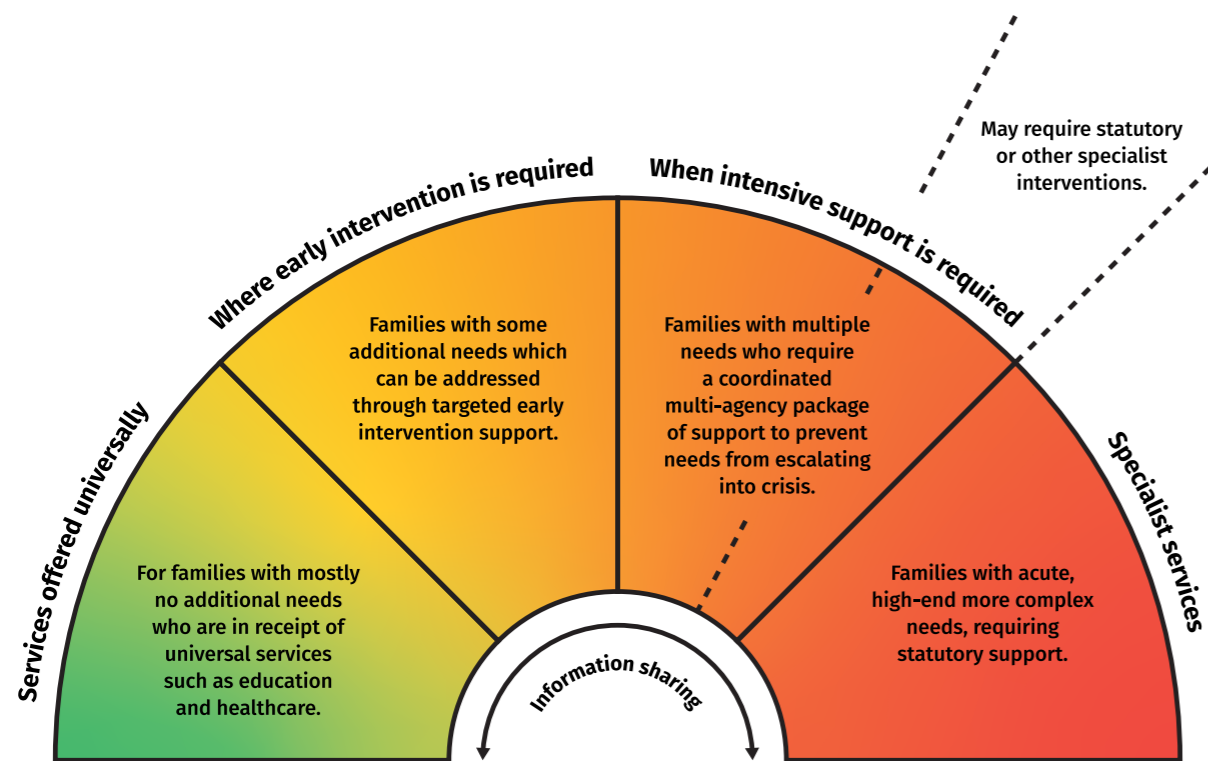 Services offered universally
For families with mostly
no additional needs
who are in receipt of
universal services
such as education
and healthcare.
Where early intervention is required
Families with some
additional needs which
can be addressed
through targeted early
intervention support.
When intensive support is required
Families with multiple
needs who require
a coordinated
multi-agency package
of support to prevent
needs from escalating
into crisis.
May require statutory
or other specialist
interventions.
Specialist services
Families with acute,
high-end more complex
needs, requiring
statutory support.
Information sharing